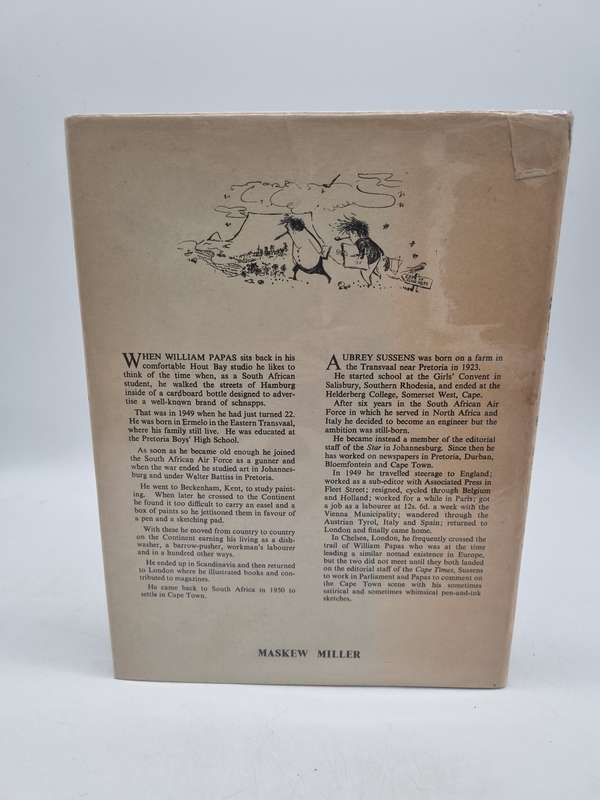 WHEN WILLIAM PAPAS sits back in his
comfortable Hout Bay studio he likes to
think of the time when, as a South African
student, he walked the streets of Hamburg
inside of a cardboard bottle designed to adver-
tise a well-known brand of schnapps.
That was in 1949 when he had just turned 22.
He was born in Ermelo in the Eastern Transvaal,
where his family still live. He was educated at
the Pretoria Boys' High School.
As soon as he became old enough he joined
the South African Air Force as a gunner and
when the war ended he studied art in Johannes-
burg and under Walter Battiss in Pretoria.
He went to Beckenham, Kent, to study paint-
ing. When later he crossed to the Continent
he found it too difficult to carry an easel and a
box of paints so he jettisoned them in favour of
a pen and a sketching pad.
With these he moved from country to country
on the Continent earning his living as a dish-
washer, a barrow-pusher, workman's labourer
and in a hundred other ways.
He ended up in Scandinavia and then returned
to London where he illustrated books and con-
tributed to magazines.
He came back to South Africa in 1950 to
settle in Cape Town.
AUBREY SUSSENS was born on a farm in
the Transvaal near Pretoria in 1923.
He started school at the Girls' Convent in
Salisbury, Southern Rhodesia, and ended at the
Helderberg College, Somerset West, Cape.
After six years in the South African Air
Force in which he served in North Africa and
Italy he decided to become an engineer but the
ambition was still-born.
He became instead a member of the editorial
staff of the Star in Johannesburg. Since then he
has worked on newspapers in Pretoria, Durban,
Bloemfontein and Cape Town.
In 1949 he travelled steerage to England;
worked as a sub-editor with Associated Press in
Fleet Street; resigned, cycled through Belgium
and Holland; worked for a while in Paris; got
a job as a labourer at 12s. 6d. a week with the
Vienna Municipality; wandered through the
Austrian Tyrol, Italy and Spain; returned to
London and finally came home.
In Chelsea, London, he frequently crossed the
trail of William Papas who was at the time
leading a similar nomad existence in Europe,
but the two did not meet until they both landed
on the editorial staff of the Cape Times, Sussens
to work in Parliament and Papas to comment on
the Cape Town scene with his sometimes
satirical and sometimes whimsical pen-and-ink
sketches.
MASKEW MILLER